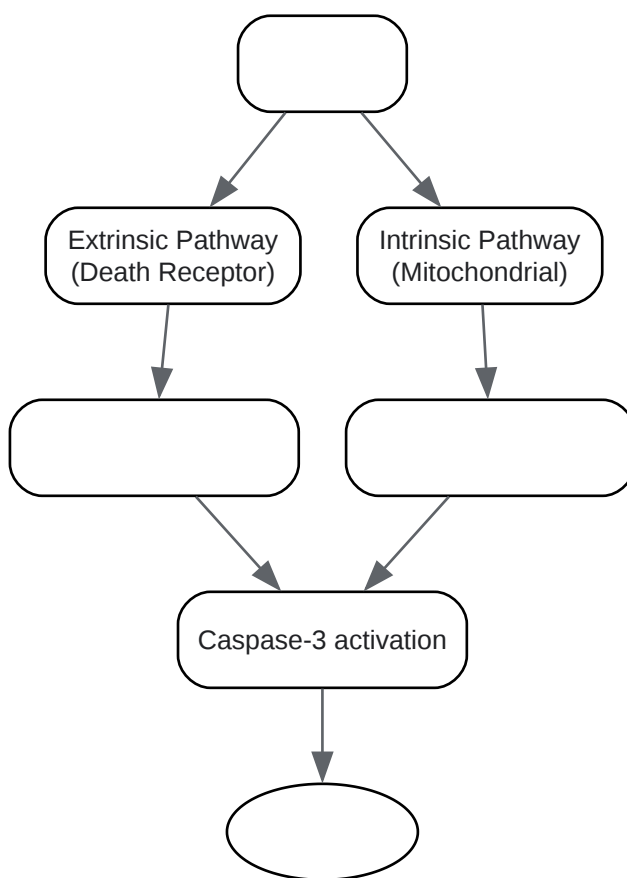 Extrinsic Pathway
(Death Receptor)
Intrinsic Pathway
(Mitochondrial)
Caspase-3 activation